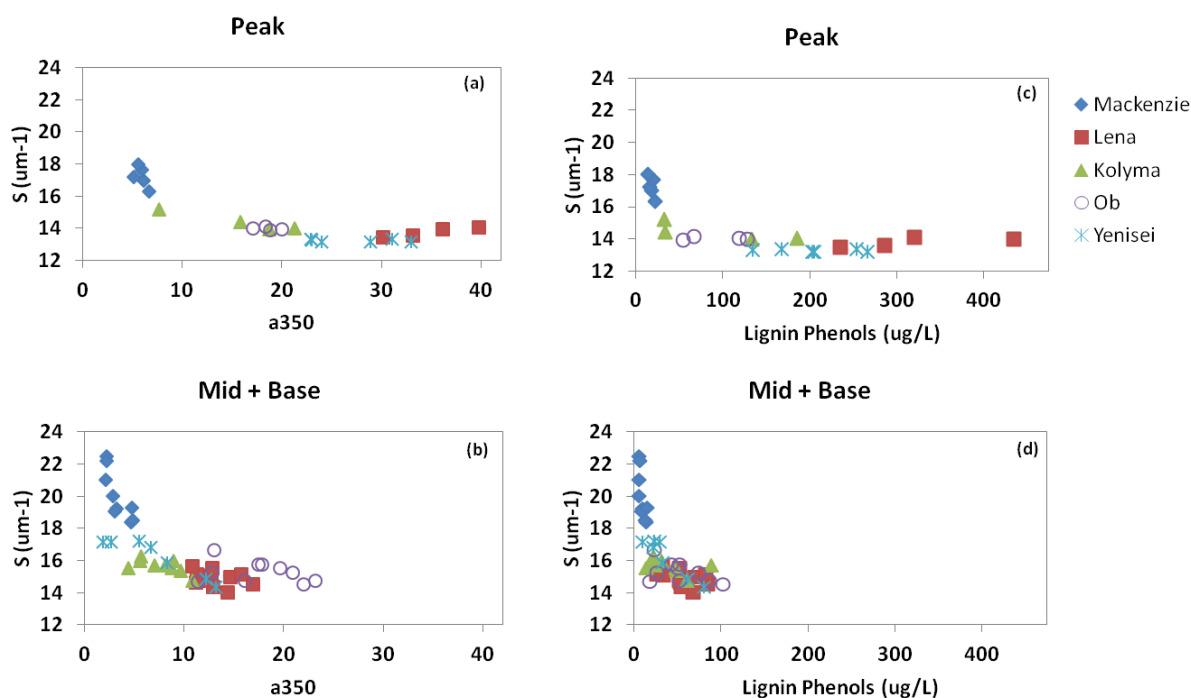 Peak
24
22
20
18
16
14
12
S (um-1)
(a)
0 10 20 30 40
a350
Peak
24
22
20
18
16
14
12
S (um-1)
(c)
0 100 200 300 400
Lignin Phenols (ug/L)
Mackenzie
Lena
Kolyma
Ob
Yenisei
Mid + Base
24
22
20
18
16
14
12
S (um-1)
(b)
0 10 20 30 40
a350
Mid + Base
24
22
20
18
16
14
12
S (um-1)
(d)
0 100 200 300 400
Lignin Phenols (ug/L)